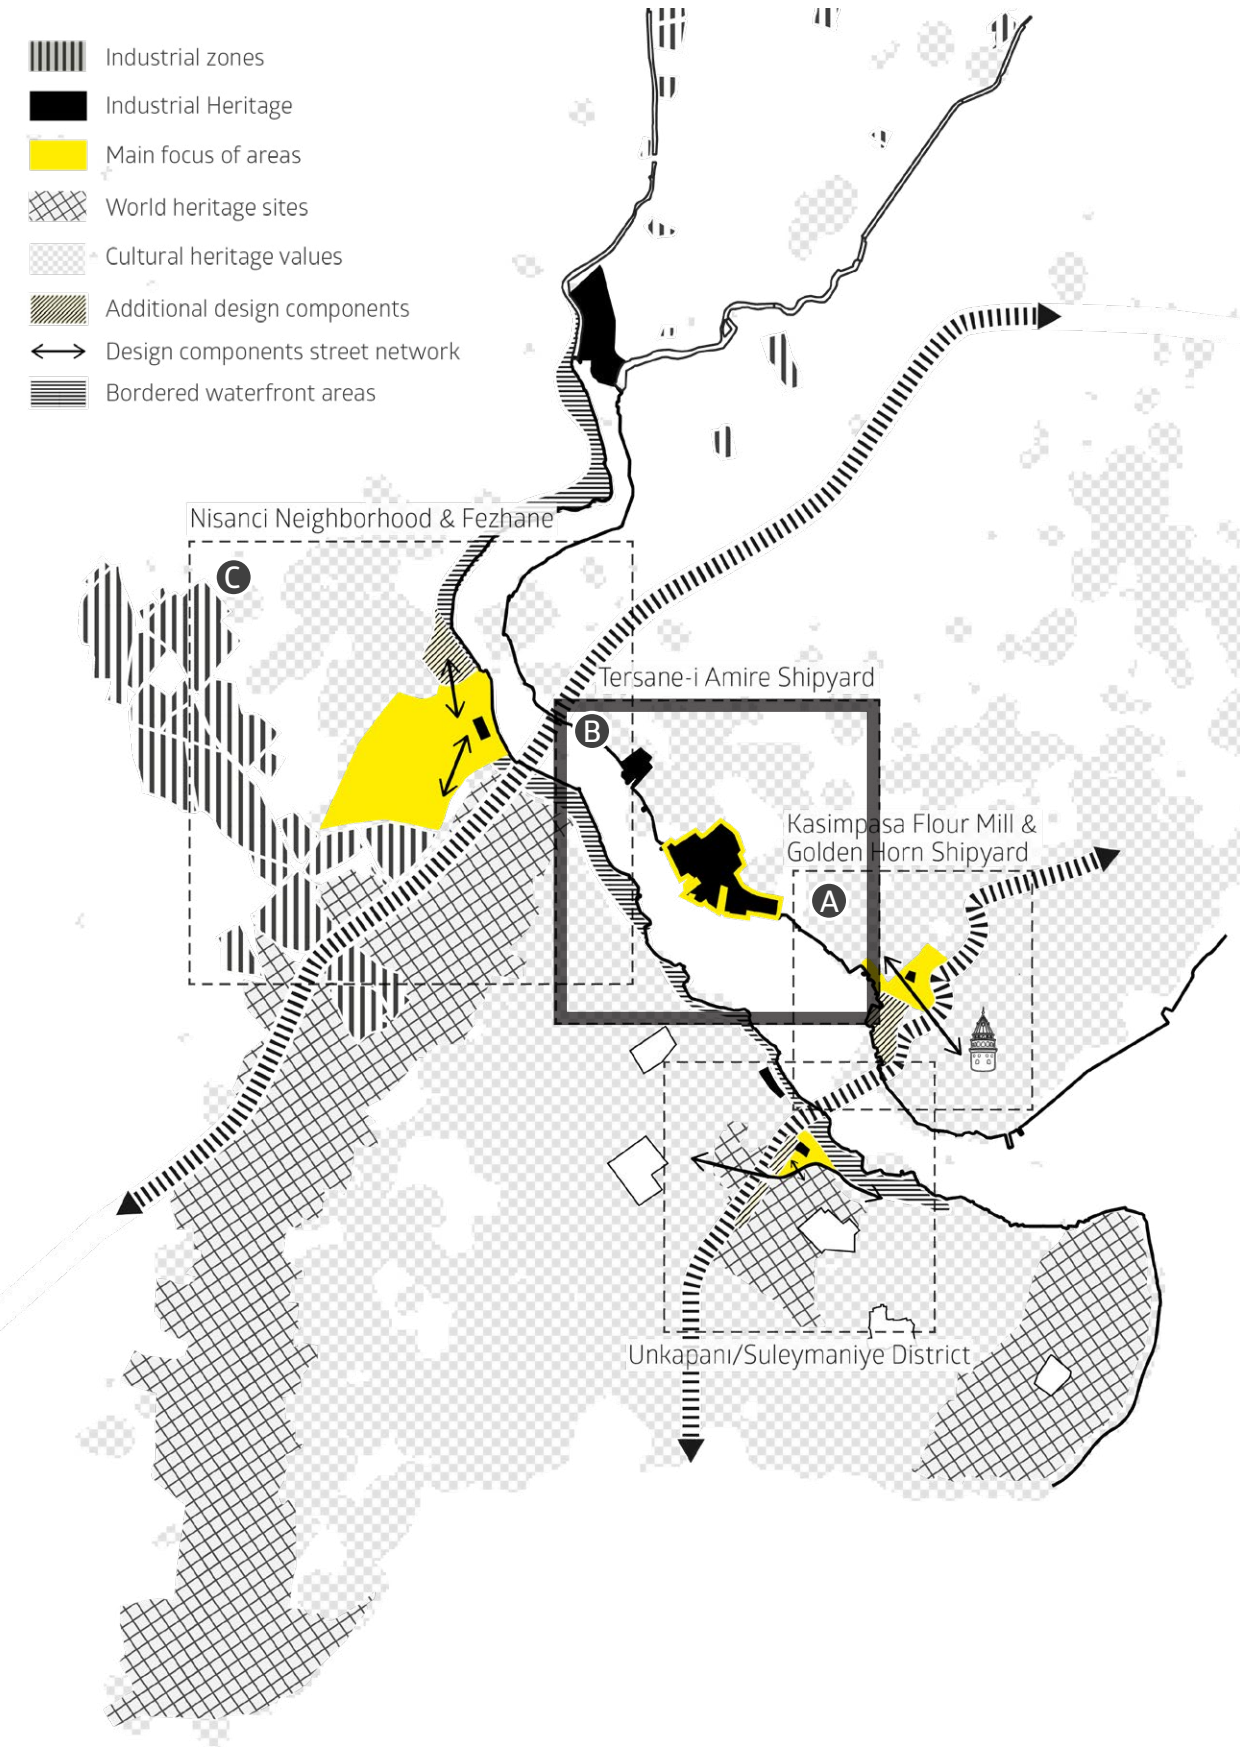 Industrial zones
Industrial Heritage
Main focus of areas
World heritage sites
Cultural heritage values
Additional design components
Design components street network
Bordered waterfront areas
Nisanci Neighborhood & Fezhane
C
Tersane-i Amire Shipyard
B
Kasimpasa Flour Mill &
Golden Horn Shipyard
A
Unkapanı/Suleymaniye District